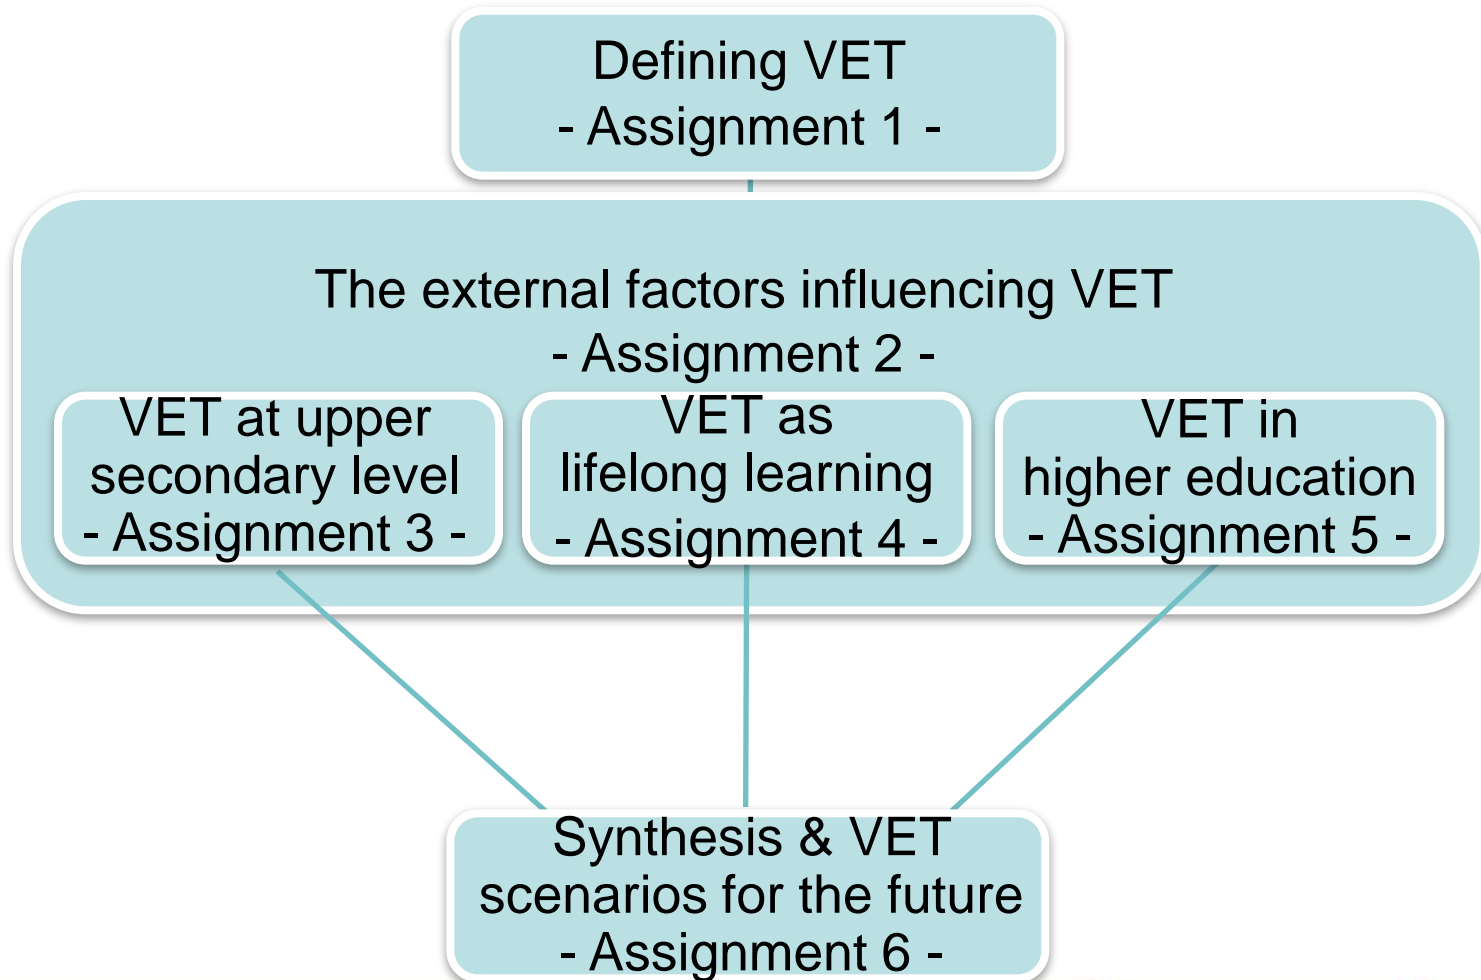 Defining VET
- Assignment 1 -
The external factors influencing VET
- Assignment 2 -
VET at upper
secondary level
- Assignment 3 -
VET as
lifelong learning
- Assignment 4 -
VET in
higher education
- Assignment 5 -
Synthesis & VET
scenarios for the future
- Assignment 6 -